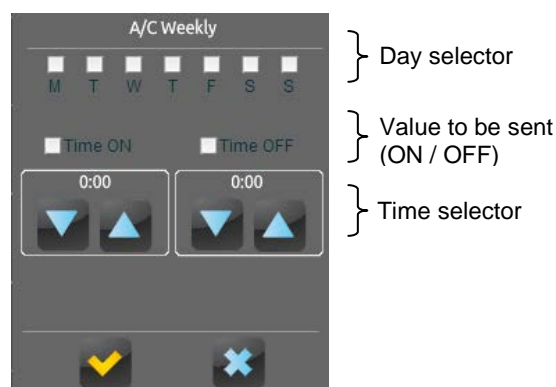 A/C Weekly
Day selector
M T W T F S S
Value to be sent
(ON / OFF)
Time ON Time OFF
0:00 0:00
Time selector